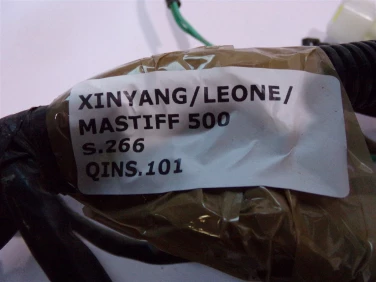 XINYANG/LEONE/
MASTIFF 500
s.266
QINS.101